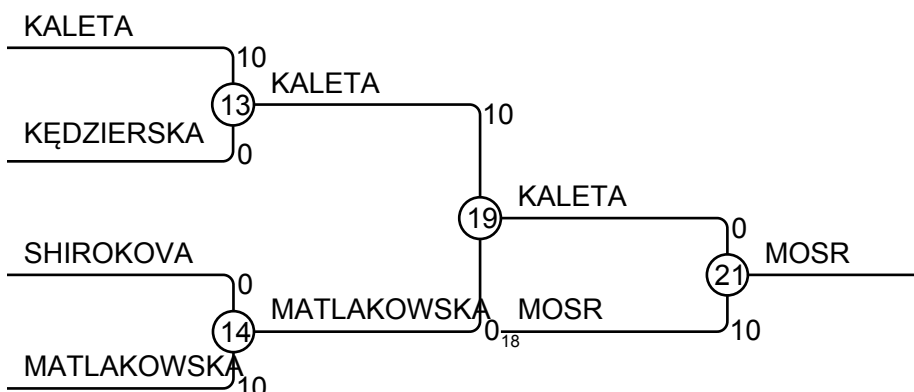 KALETA
10
13
KALETA
10
KĘDZIERSKA
0
19
KALETA
0
SHIROKOVA
0
21
MOSR
14
MATLAKOWSKA
0
18
MOSR
10
MATLAKOWSKA
10